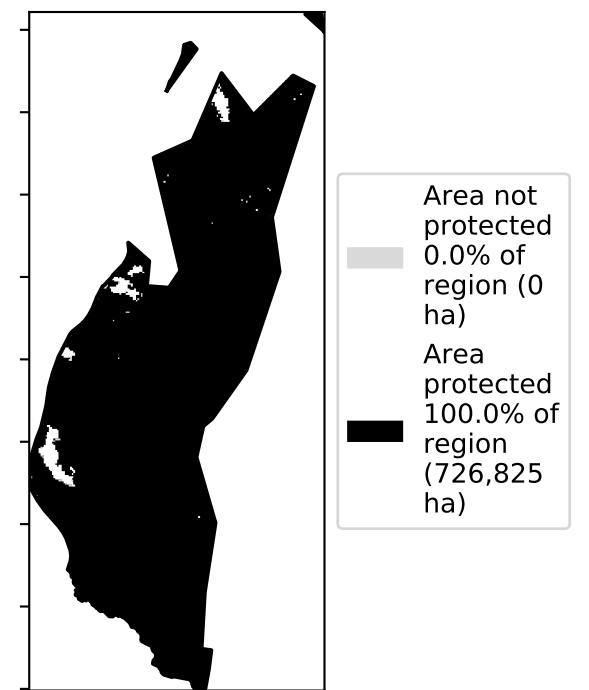 Area not
protected
0.0% of
region (0
ha)
Area
protected
100.0% of
region
(726,825
ha)